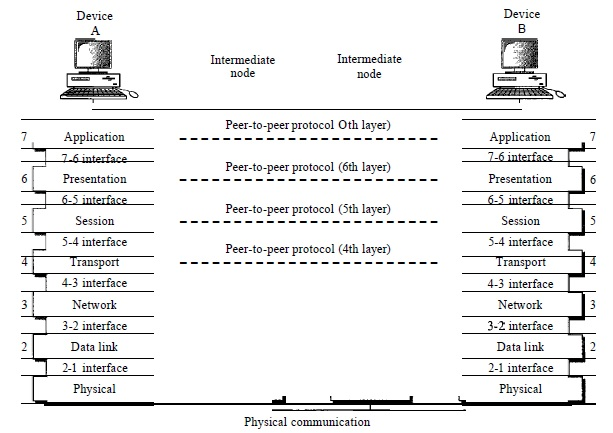 Device
A
Device
B
Intermediate
node
Intermediate
node
Peer-to-peer protocol Oth layer)
7 Application Application 7
7-6 interface 7-6 interface
Peer-to-peer protocol (6th layer)
6 Presentation Presentation 6
6-5 interface 6-5 interface
Peer-to-peer protocol (5th layer)
5 Session Session 5
5-4 interface 5-4 interface
Peer-to-peer protocol (4th layer)
4 Transport Transport 4
4-3 interface 4-3 interface
3 Network Network 3
3-2 interface 3-2 interface
2 Data link Data link 2
2-1 interface 2-1 interface
Physical Physical
Physical communication